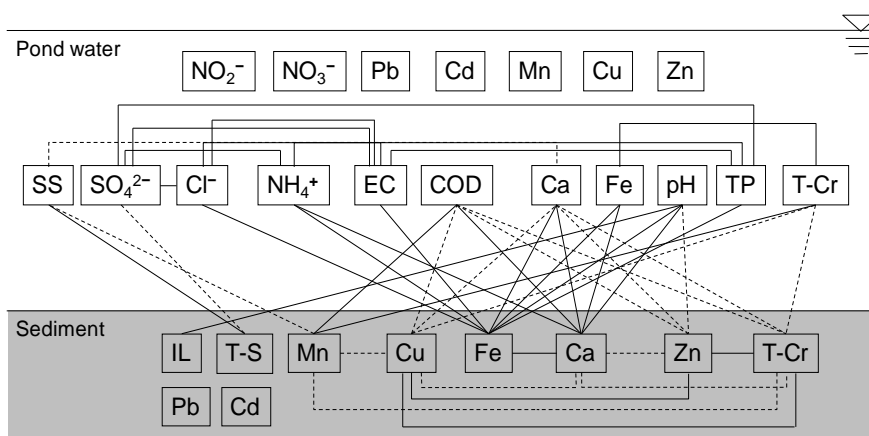 Pond water
NO₂⁻ NO₃⁻ Pb Cd Mn Cu Zn
SS SO₄²⁻ Cl⁻ NH₄⁺ EC COD Ca Fe pH TP T-Cr
Sediment
IL T-S Mn Cu Fe Ca Zn T-Cr
Pb Cd